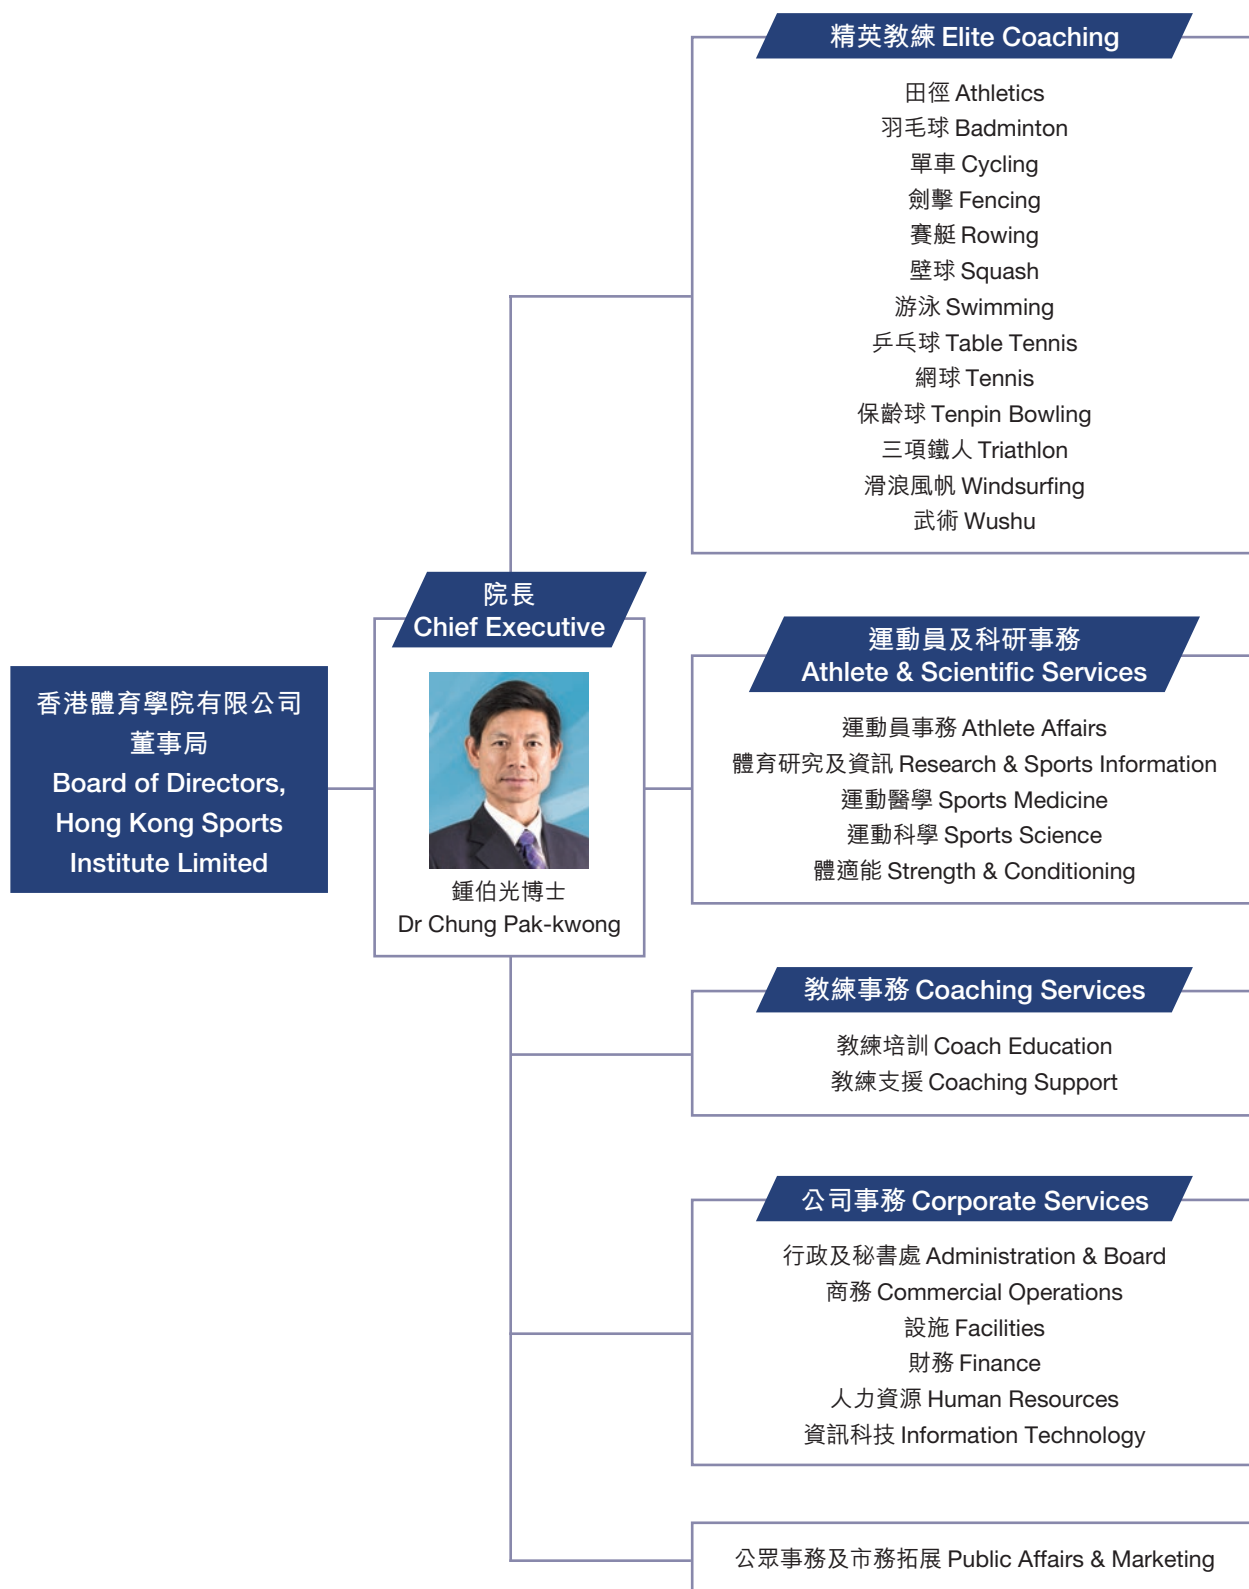 香港體育學院有限公司
董事局
Board of Directors,
Hong Kong Sports
Institute Limited
院長
Chief Executive
鍾伯光博士
Dr Chung Pak-kwong
精英教練 Elite Coaching
田徑 Athletics
羽毛球 Badminton
單車 Cycling
劍擊 Fencing
賽艇 Rowing
壁球 Squash
游泳 Swimming
乒乓球 Table Tennis
網球 Tennis
保齡球 Tenpin Bowling
三項鐵人 Triathlon
滑浪風帆 Windsurfing
武術 Wushu
運動員及科研事務
Athlete & Scientific Services
運動員事務 Athlete Affairs
體育研究及資訊 Research & Sports Information
運動醫學 Sports Medicine
運動科學 Sports Science
體適能 Strength & Conditioning
教練事務 Coaching Services
教練培訓 Coach Education
教練支援 Coaching Support
公司事務 Corporate Services
行政及秘書處 Administration & Board
商務 Commercial Operations
設施 Facilities
財務 Finance
人力資源 Human Resources
資訊科技 Information Technology
公眾事務及市務拓展 Public Affairs & Marketing